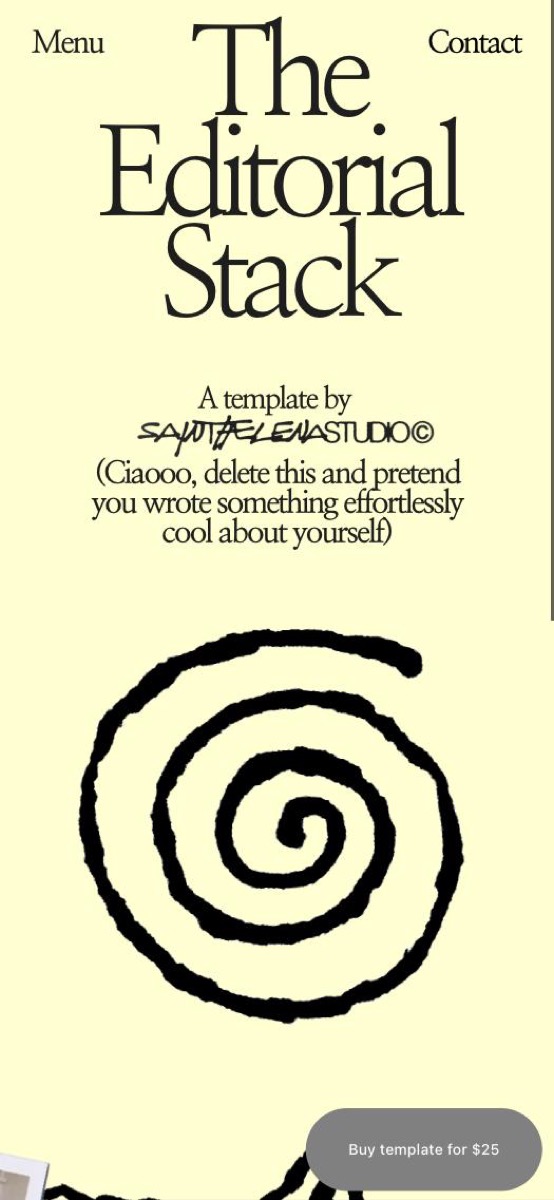 Menu
Contact
The
Editorial
Stack
A template by
SAINTHELENASTUDIO©
(Ciaooo, delete this and pretend
you wrote something effortlessly
cool about yourself)
Buy template for $25